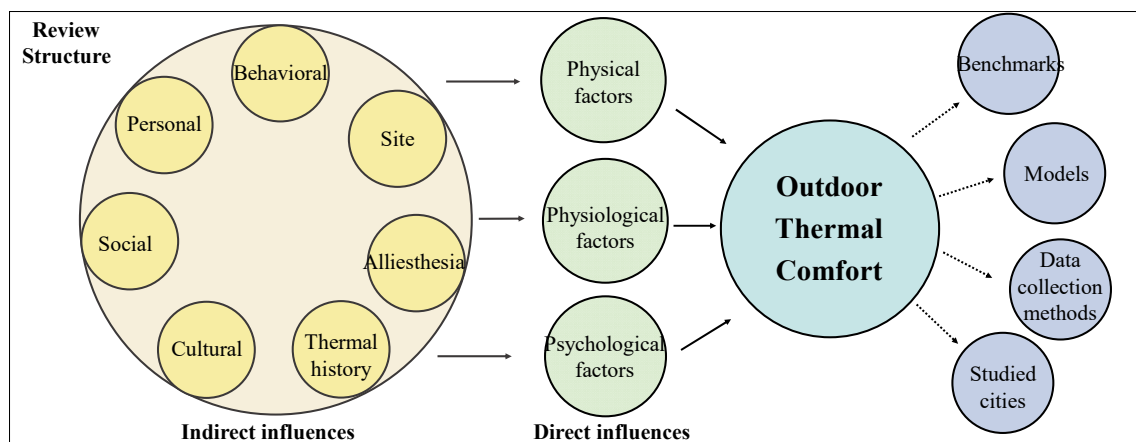 Review
Structure
Behavioral
Personal
Site
Social
Alliesthesia
Cultural
Thermal
history
Indirect influences
Physical
factors
Physiological
factors
Psychological
factors
Direct influences
Outdoor
Thermal
Comfort
Benchmarks
Models
Data
collection
methods
Studied
cities